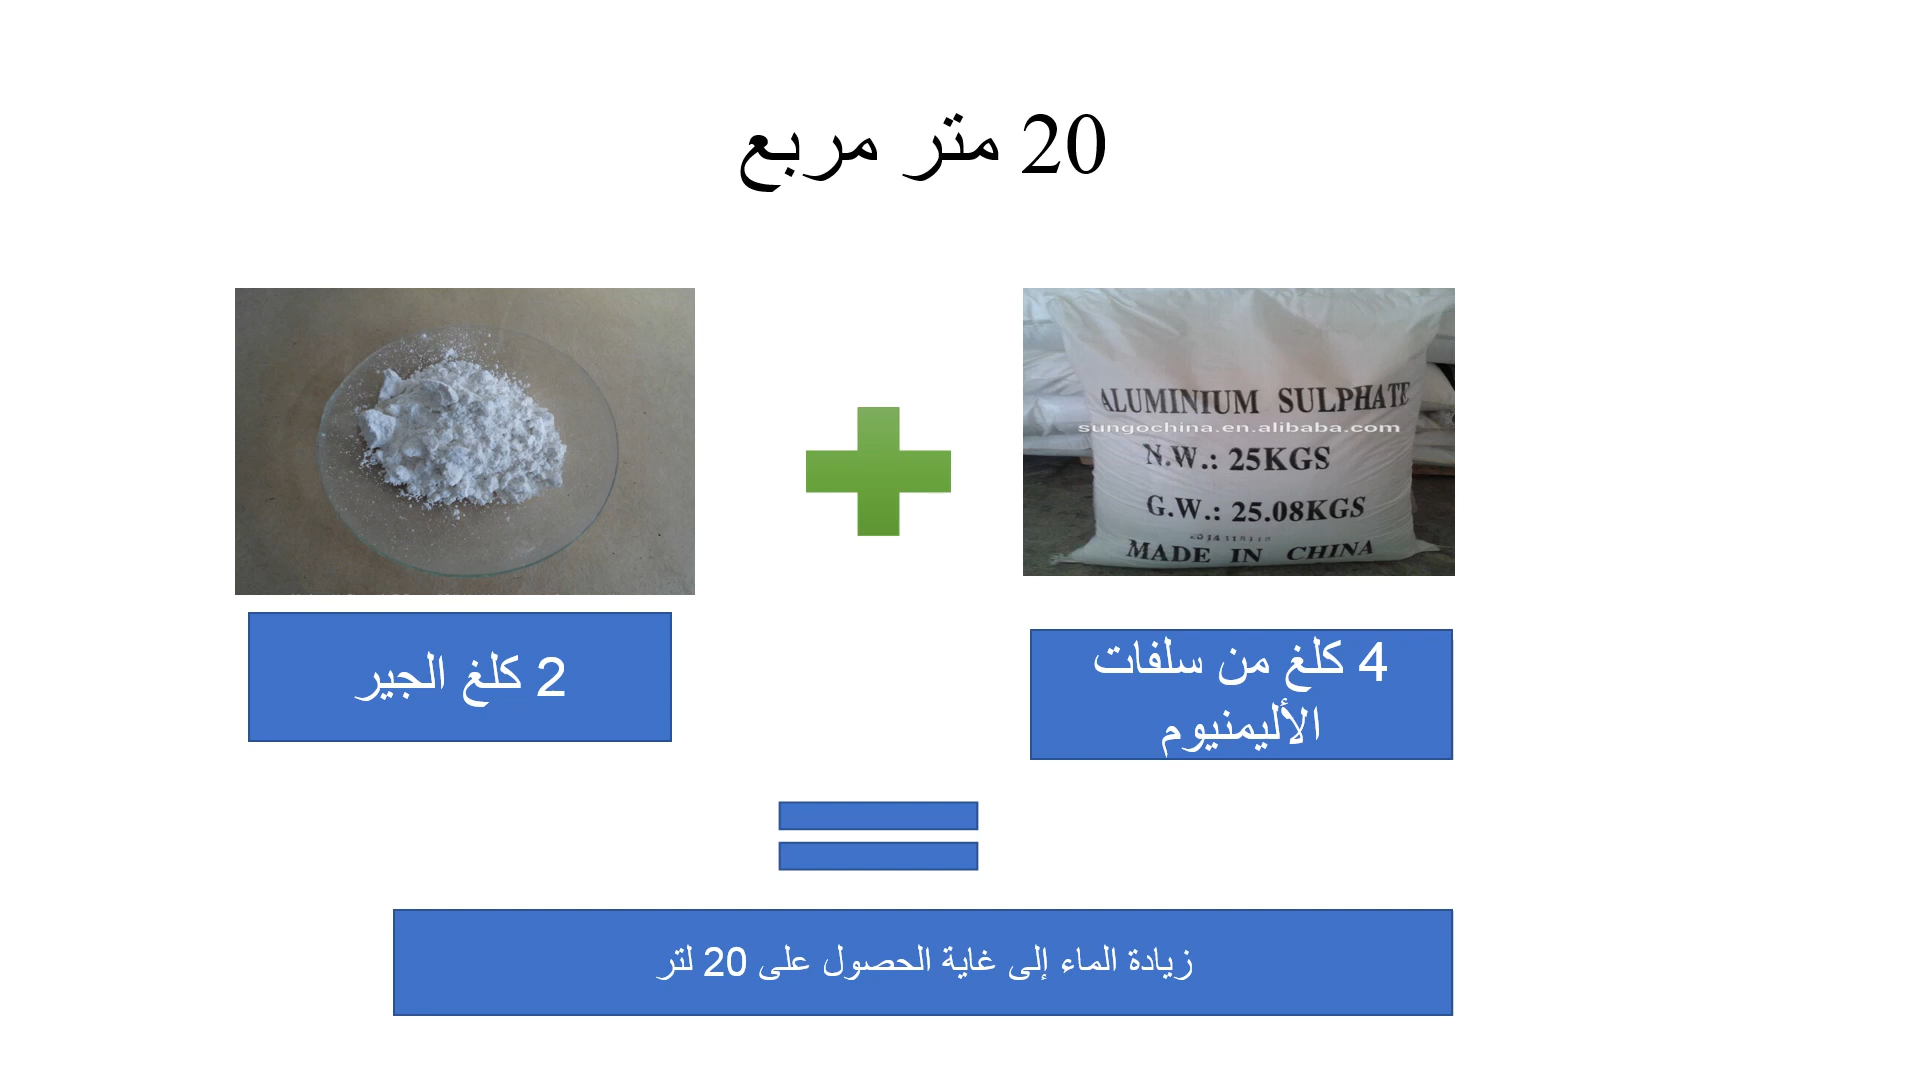 20 متر مربع
ALUMINIUM SULPHATE
sungochina.en.alibaba.com
N.W.: 25KGS
G.W.: 25.08KGS
MADE IN CHINA
4 كلغ من سلفات
الأليمنيوم
2 كلغ الجير
زيادة الماء إلى غاية الحصول على 20 لتر